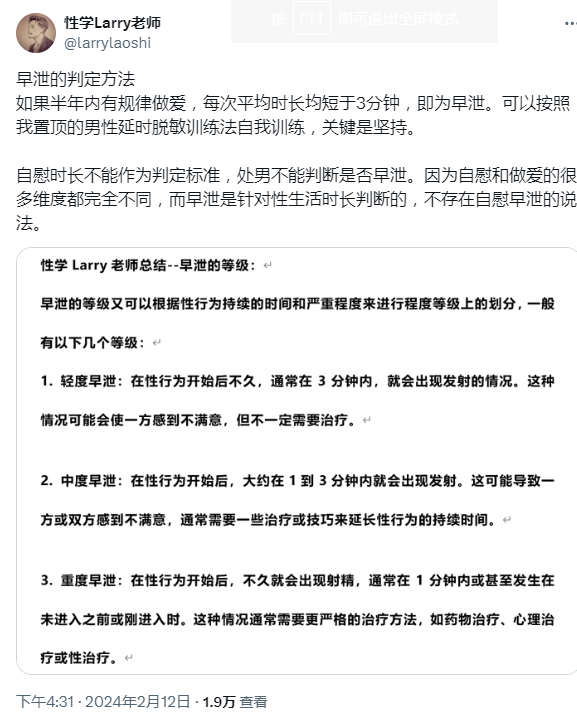 按 F11 即可退出全屏模式
性学Larry老师
@larrylaoshi
早泄的判定方法
如果半年内有规律做爱，每次平均时长均短于3分钟，即为早泄。可以按照
我置顶的男性延时脱敏训练法自我训练，关键是坚持。
自慰时长不能作为判定标准，处男不能判断是否早泄。因为自慰和做爱的很
多维度都完全不同，而早泄是针对性生活时长判断的，不存在自慰早泄的说
法。
性学 Larry 老师总结--早泄的等级：
早泄的等级又可以根据性行为持续的时间和严重程度来进行程度等级上的划分，一般
有以下几个等级：
1. 轻度早泄：在性行为开始后不久，通常在 3 分钟内，就会出现发射的情况。这种
情况可能会使一方感到不满意，但不一定需要治疗。
2. 中度早泄：在性行为开始后，大约在 1 到 3 分钟内就会出现发射。这可能导致一
方或双方感到不满意，通常需要一些治疗或技巧来延长性行为的持续时间。
3. 重度早泄：在性行为开始后，不久就会出现射精，通常在 1 分钟内或甚至发生在
未进入之前或刚进入时。这种情况通常需要更严格的治疗方法，如药物治疗、心理治
疗或性治疗。
下午4:31 · 2024年2月12日 · 1.9万 查看